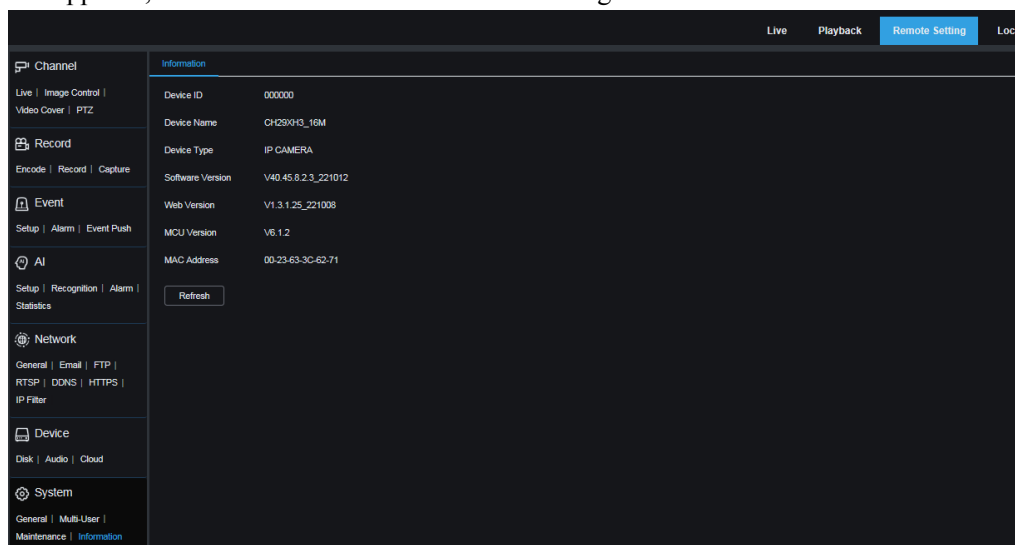 Live Playback Remote Setting Loc
Channel
Live | Image Control |
Video Cover | PTZ
Record
Encode | Record | Capture
Event
Setup | Alarm | Event Push
AI
Setup | Recognition | Alarm |
Statistics
Network
General | Email | FTP |
RTSP | DDNS | HTTPS |
IP Filter
Device
Disk | Audio | Cloud
System
General | Multi-User |
Maintenance | Information
Information
Device ID 000000
Device Name CH29XH3_16M
Device Type IP CAMERA
Software Version V40.45.8.2.3_221012
Web Version V1.3.1.25_221008
MCU Version V6.1.2
MAC Address 00-23-63-3C-62-71
Refresh